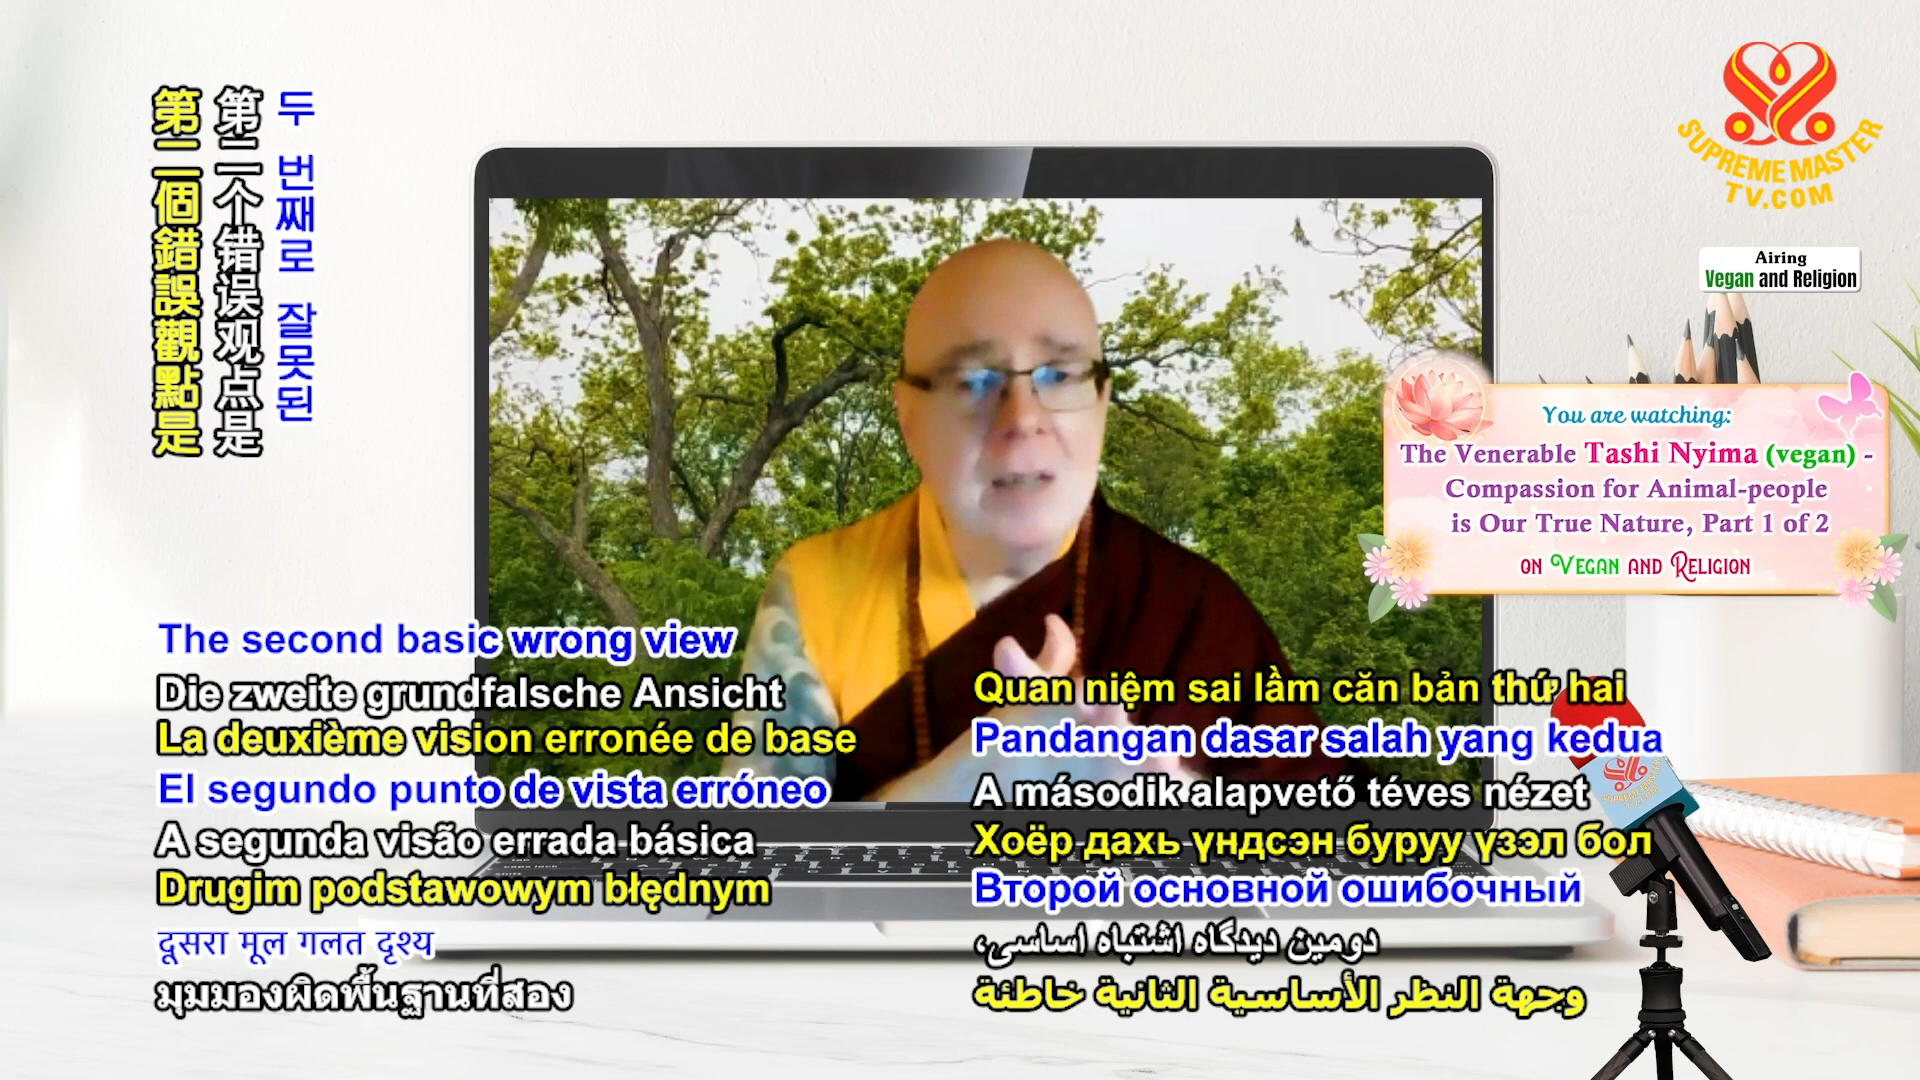 第二個錯誤觀點是
第二个错误观点是
두 번째로 잘못된
SUPREME MASTER
TV.COM
Airing
Vegan and Religion
You are watching:
The Venerable Tashi Nyima (vegan) -
Compassion for Animal-people
is Our True Nature, Part 1 of 2
ON VEGAN AND RELIGION
The second basic wrong view
Die zweite grundfalsche Ansicht
La deuxième vision erronée de base
El segundo punto de vista erróneo
A segunda visão errada básica
Drugim podstawowym błędnym
दूसरा मूल गलत दृश्य
มุมมองผิดพื้นฐานที่สอง
Quan niệm sai lầm căn bản thứ hai
Pandangan dasar salah yang kedua
A második alapvető téves nézet
Хоёр дахь үндсэн буруу үзэл бол
Второй основной ошибочный
دومین دیدگاه اشتباه اساسی،
وجهة النظر الأساسية الثانية خاطئة